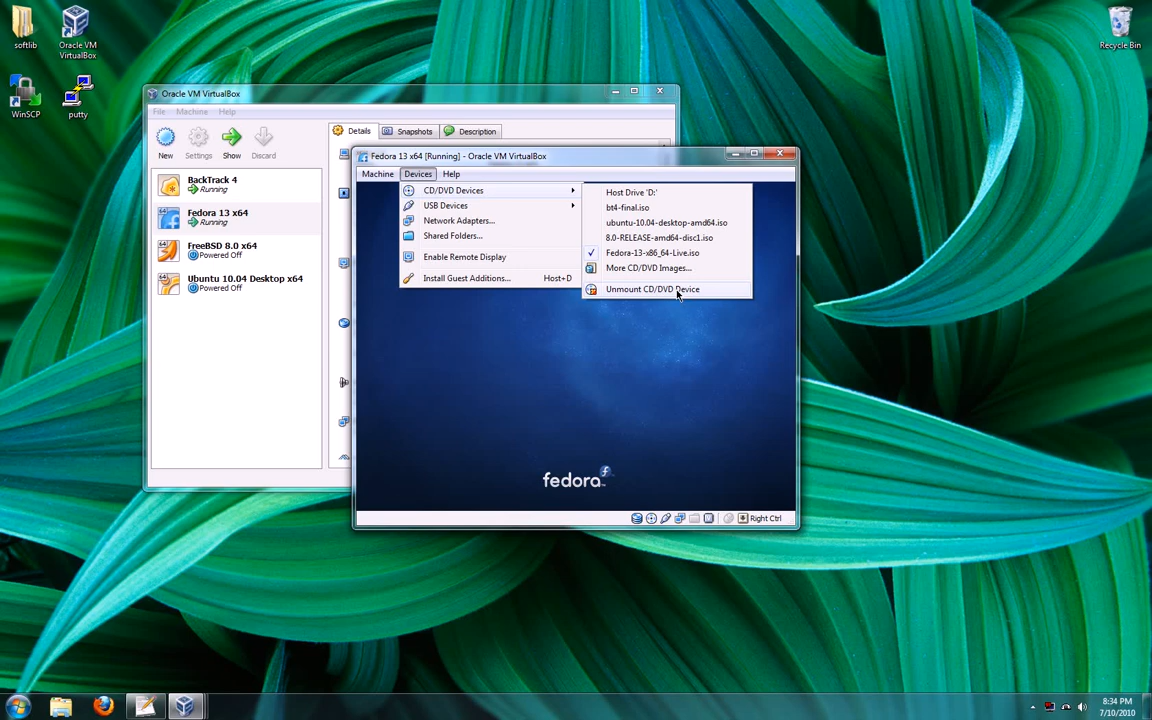 softlib
Oracle VM
VirtualBox
WinSCP
putty
Recycle Bin
Oracle VM VirtualBox
File Machine Help
New Settings Show Discard
Details Snapshots Description
64 BackTrack 4
Running
64 Fedora 13 x64
Running
64 FreeBSD 8.0 x64
Powered Off
64 Ubuntu 10.04 Desktop x64
Powered Off
Fedora 13 x64 [Running] - Oracle VM VirtualBox
Machine Devices Help
CD/DVD Devices
USB Devices
Network Adapters...
Shared Folders...
Enable Remote Display
Install Guest Additions... Host+D
Host Drive 'D:'
bt4-final.iso
ubuntu-10.04-desktop-amd64.iso
8.0-RELEASE-amd64-disc1.iso
Fedora-13-x86_64-Live.iso
More CD/DVD Images...
Unmount CD/DVD Device
fedora
Right Ctrl
8:34 PM
7/10/2010